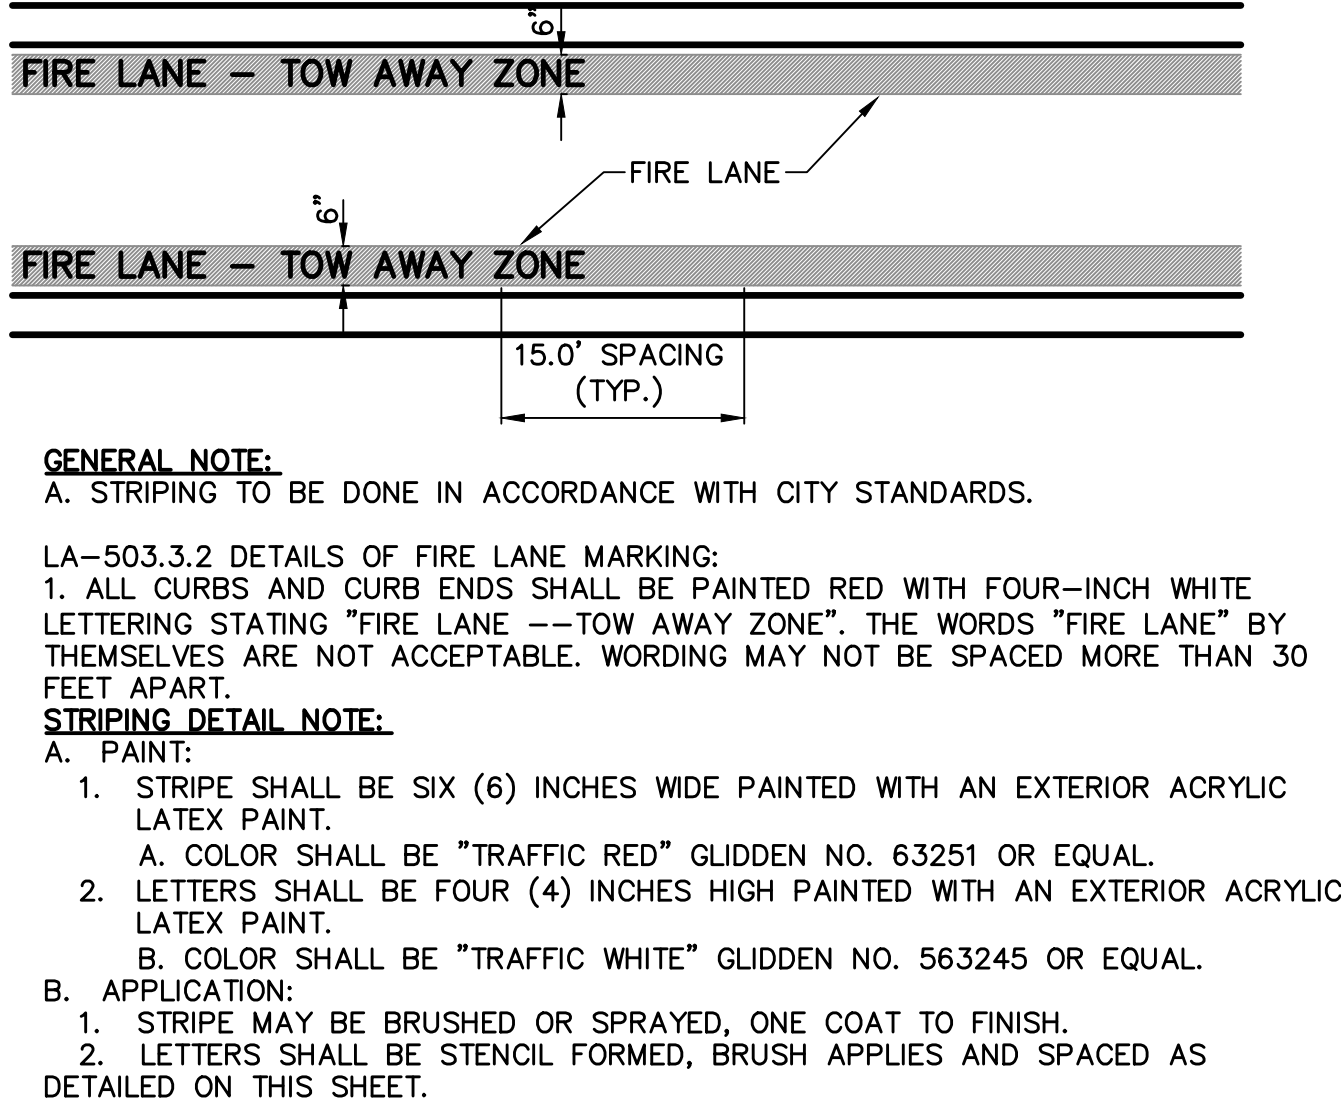 6"
FIRE LANE – TOW AWAY ZONE
FIRE LANE
6"
FIRE LANE – TOW AWAY ZONE
15.0' SPACING
(TYP.)
GENERAL NOTE:
A. STRIPING TO BE DONE IN ACCORDANCE WITH CITY STANDARDS.
LA–503.3.2 DETAILS OF FIRE LANE MARKING:
1. ALL CURBS AND CURB ENDS SHALL BE PAINTED RED WITH FOUR–INCH WHITE
LETTERING STATING "FIRE LANE ––TOW AWAY ZONE". THE WORDS "FIRE LANE" BY
THEMSELVES ARE NOT ACCEPTABLE. WORDING MAY NOT BE SPACED MORE THAN 30
FEET APART.
STRIPING DETAIL NOTE:
A. PAINT:
1. STRIPE SHALL BE SIX (6) INCHES WIDE PAINTED WITH AN EXTERIOR ACRYLIC
LATEX PAINT.
A. COLOR SHALL BE "TRAFFIC RED" GLIDDEN NO. 63251 OR EQUAL.
2. LETTERS SHALL BE FOUR (4) INCHES HIGH PAINTED WITH AN EXTERIOR ACRYLIC
LATEX PAINT.
B. COLOR SHALL BE "TRAFFIC WHITE" GLIDDEN NO. 563245 OR EQUAL.
B. APPLICATION:
1. STRIPE MAY BE BRUSHED OR SPRAYED, ONE COAT TO FINISH.
2. LETTERS SHALL BE STENCIL FORMED, BRUSH APPLIES AND SPACED AS
DETAILED ON THIS SHEET.